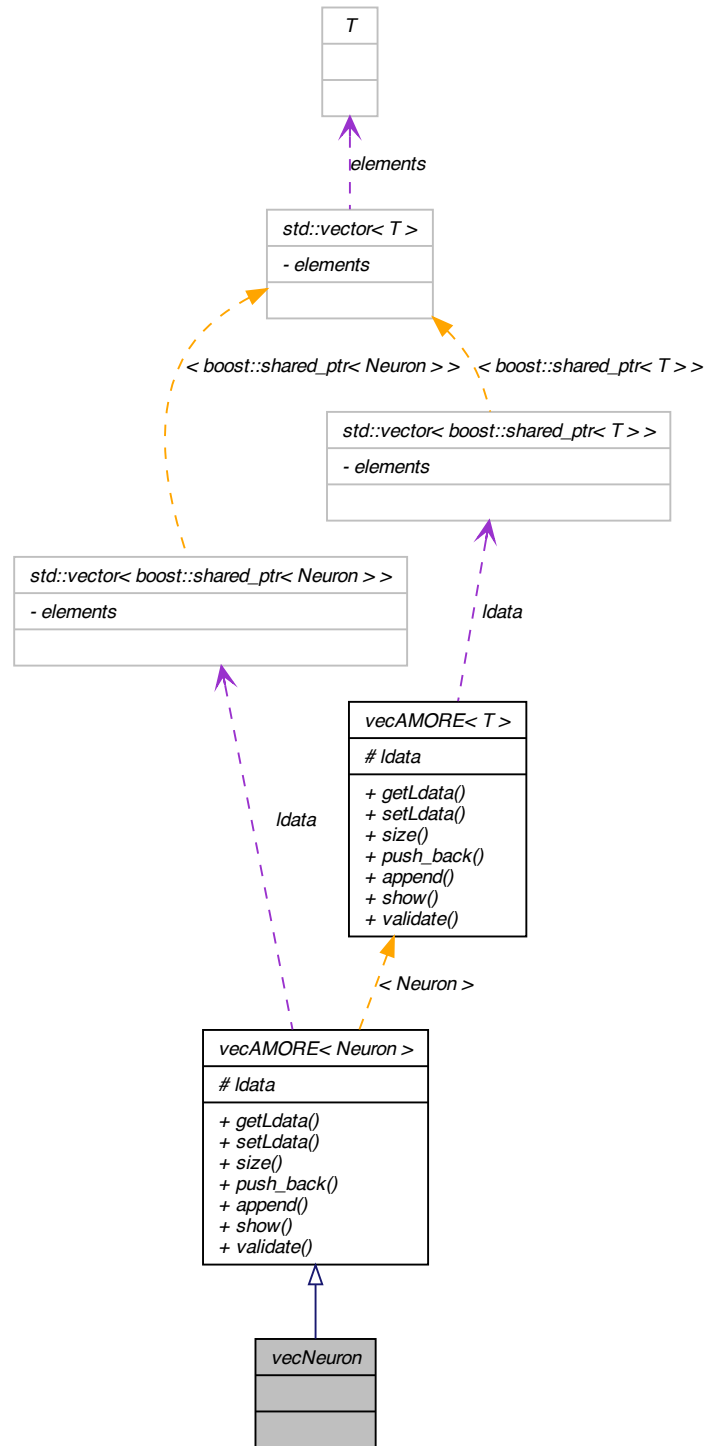 T
elements
std::vector< T >
- elements
< boost::shared_ptr< Neuron > >
< boost::shared_ptr< T > >
std::vector< boost::shared_ptr< T > >
- elements
std::vector< boost::shared_ptr< Neuron > >
- elements
ldata
vecAMORE< T >
# ldata
+ getLdata()
+ setLdata()
+ size()
+ push_back()
+ append()
+ show()
+ validate()
ldata
< Neuron >
vecAMORE< Neuron >
# ldata
+ getLdata()
+ setLdata()
+ size()
+ push_back()
+ append()
+ show()
+ validate()
vecNeuron